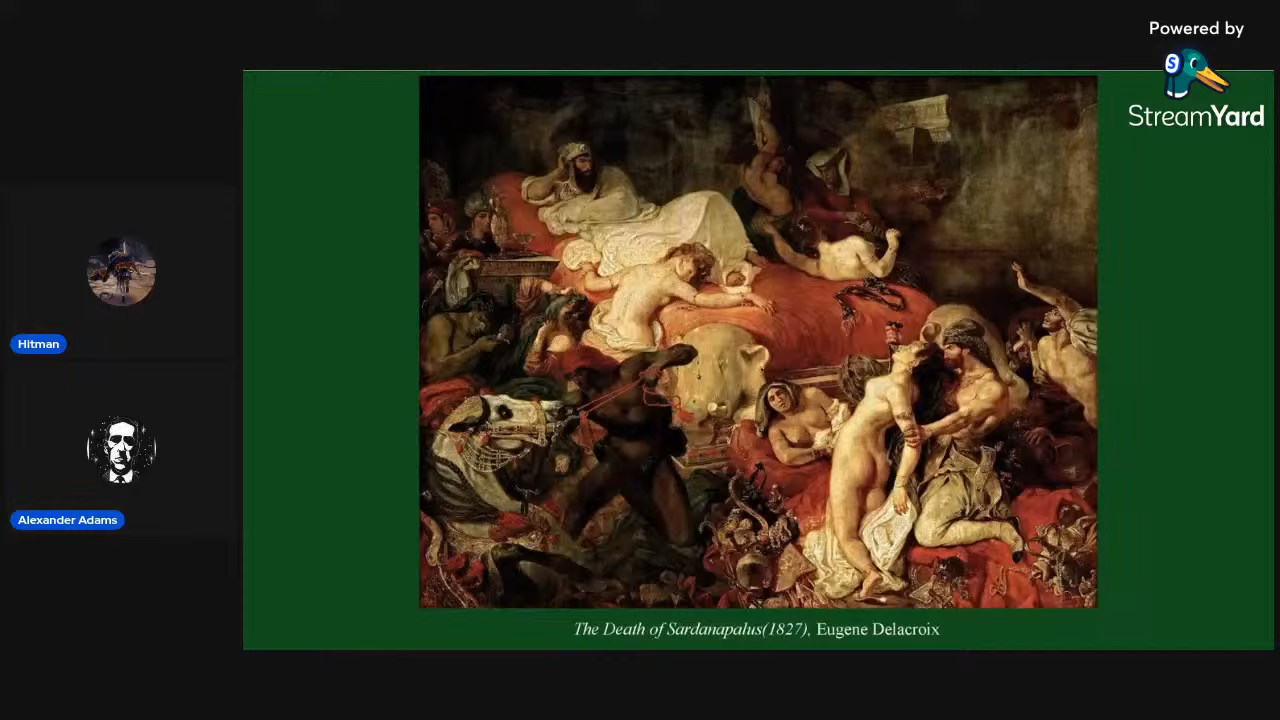 Powered by
S
StreamYard
Hitman
Alexander Adams
The Death of Sardanapalus(1827), Eugene Delacroix